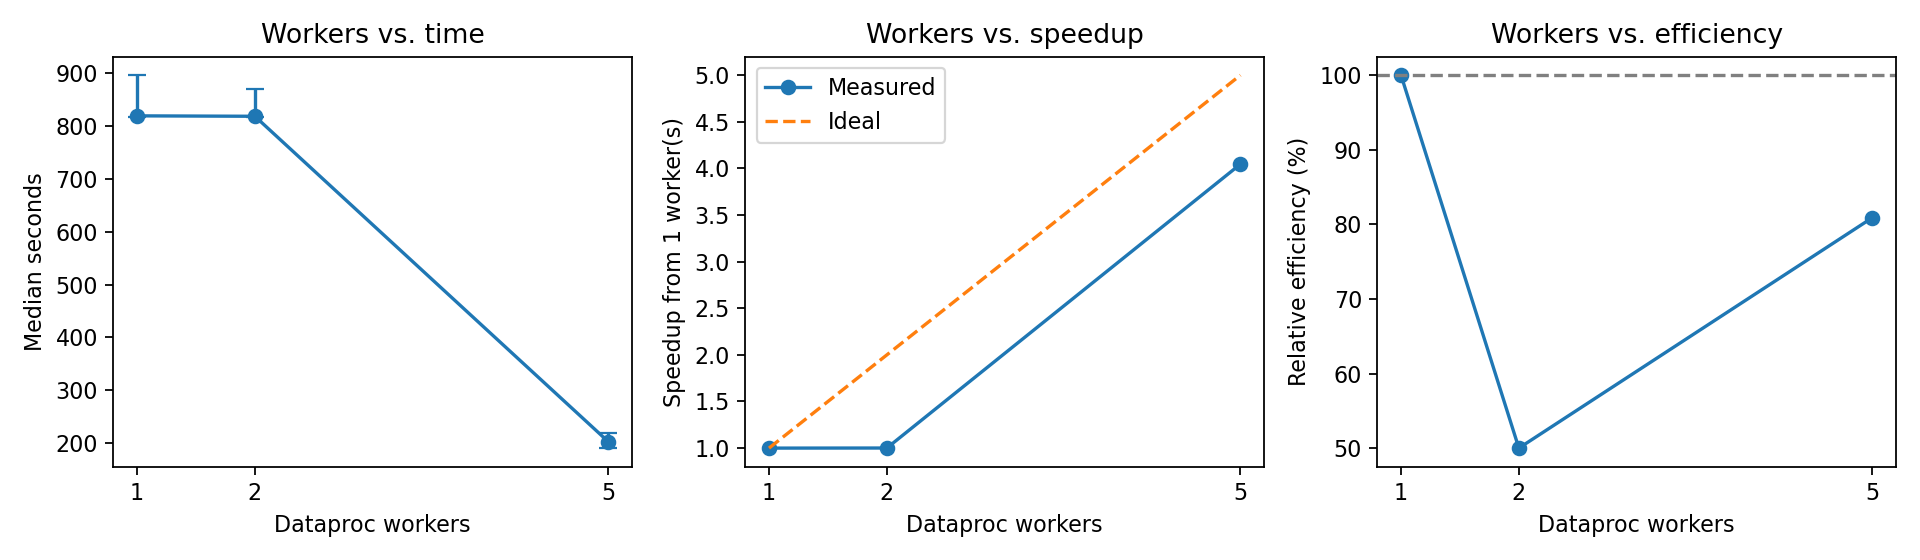 Workers vs. time
900
800
700
600
500
400
300
200
Median seconds
1 2 5
Dataproc workers
Workers vs. speedup
Measured
Ideal
5.0
4.5
4.0
3.5
3.0
2.5
2.0
1.5
1.0
Speedup from 1 worker(s)
1 2 5
Dataproc workers
Workers vs. efficiency
100
90
80
70
60
50
Relative efficiency (%)
1 2 5
Dataproc workers